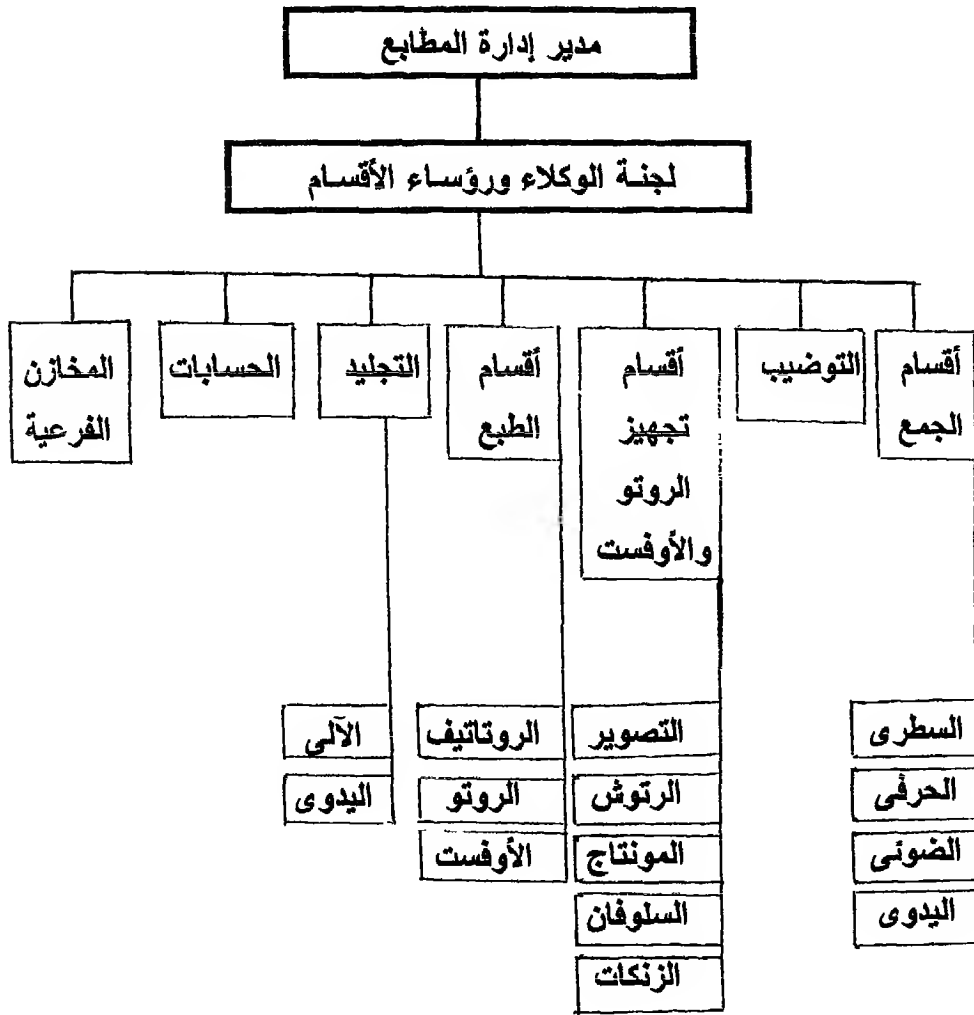 مدير إدارة المطابع
لجنة الوكلاء ورؤساء الأقسام
أقسام
الجمع
التوضيب
أقسام
تجهيز
الروتو
والأوفست
أقسام
الطبع
التجليد
الحسابات
المخازن
الفرعية
السطرى
الحرفى
الضوئى
اليدوى
التصوير
الرتوش
المونتاج
السلوفان
الزنكات
الروتاتيف
الروتو
الأوفست
الآلي
اليدوى